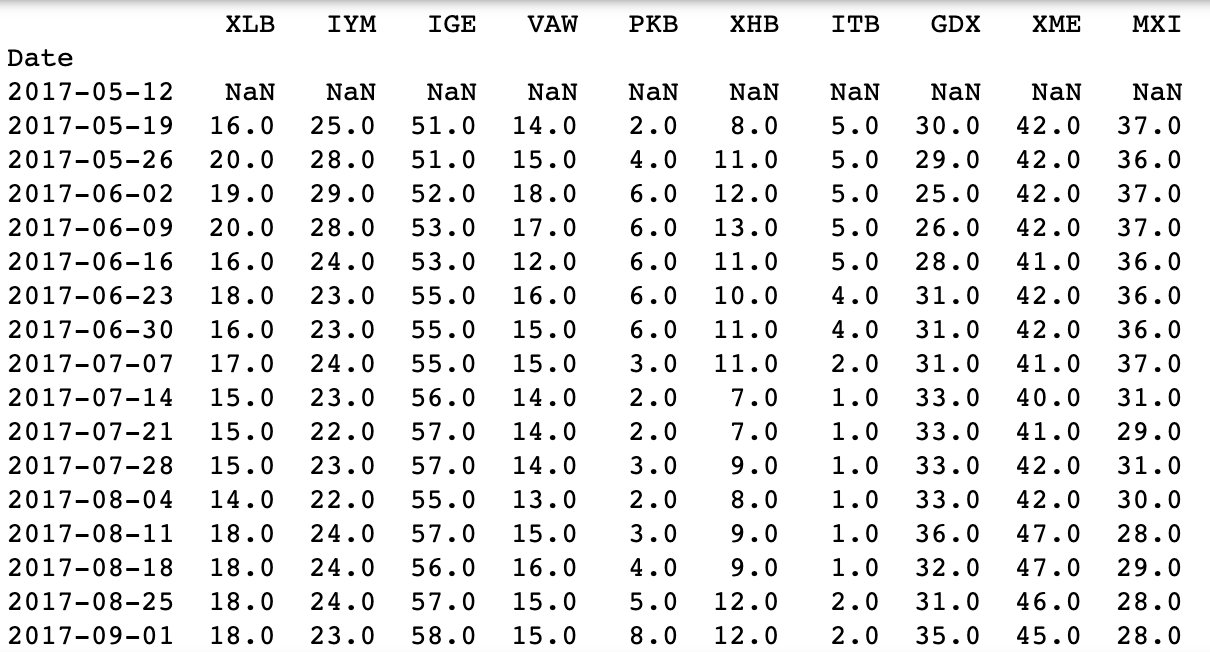 XLB IYM IGE VAW PKB XHB ITB GDX XME MXI
Date
2017-05-12 NaN NaN NaN NaN NaN NaN NaN NaN NaN NaN
2017-05-19 16.0 25.0 51.0 14.0 2.0 8.0 5.0 30.0 42.0 37.0
2017-05-26 20.0 28.0 51.0 15.0 4.0 11.0 5.0 29.0 42.0 36.0
2017-06-02 19.0 29.0 52.0 18.0 6.0 12.0 5.0 25.0 42.0 37.0
2017-06-09 20.0 28.0 53.0 17.0 6.0 13.0 5.0 26.0 42.0 37.0
2017-06-16 16.0 24.0 53.0 12.0 6.0 11.0 5.0 28.0 41.0 36.0
2017-06-23 18.0 23.0 55.0 16.0 6.0 10.0 4.0 31.0 42.0 36.0
2017-06-30 16.0 23.0 55.0 15.0 6.0 11.0 4.0 31.0 42.0 36.0
2017-07-07 17.0 24.0 55.0 15.0 3.0 11.0 2.0 31.0 41.0 37.0
2017-07-14 15.0 23.0 56.0 14.0 2.0 7.0 1.0 33.0 40.0 31.0
2017-07-21 15.0 22.0 57.0 14.0 2.0 7.0 1.0 33.0 41.0 29.0
2017-07-28 15.0 23.0 57.0 14.0 3.0 9.0 1.0 33.0 42.0 31.0
2017-08-04 14.0 22.0 55.0 13.0 2.0 8.0 1.0 33.0 42.0 30.0
2017-08-11 18.0 24.0 57.0 15.0 3.0 9.0 1.0 36.0 47.0 28.0
2017-08-18 18.0 24.0 56.0 16.0 4.0 9.0 1.0 32.0 47.0 29.0
2017-08-25 18.0 24.0 57.0 15.0 5.0 12.0 2.0 31.0 46.0 28.0
2017-09-01 18.0 23.0 58.0 15.0 8.0 12.0 2.0 35.0 45.0 28.0